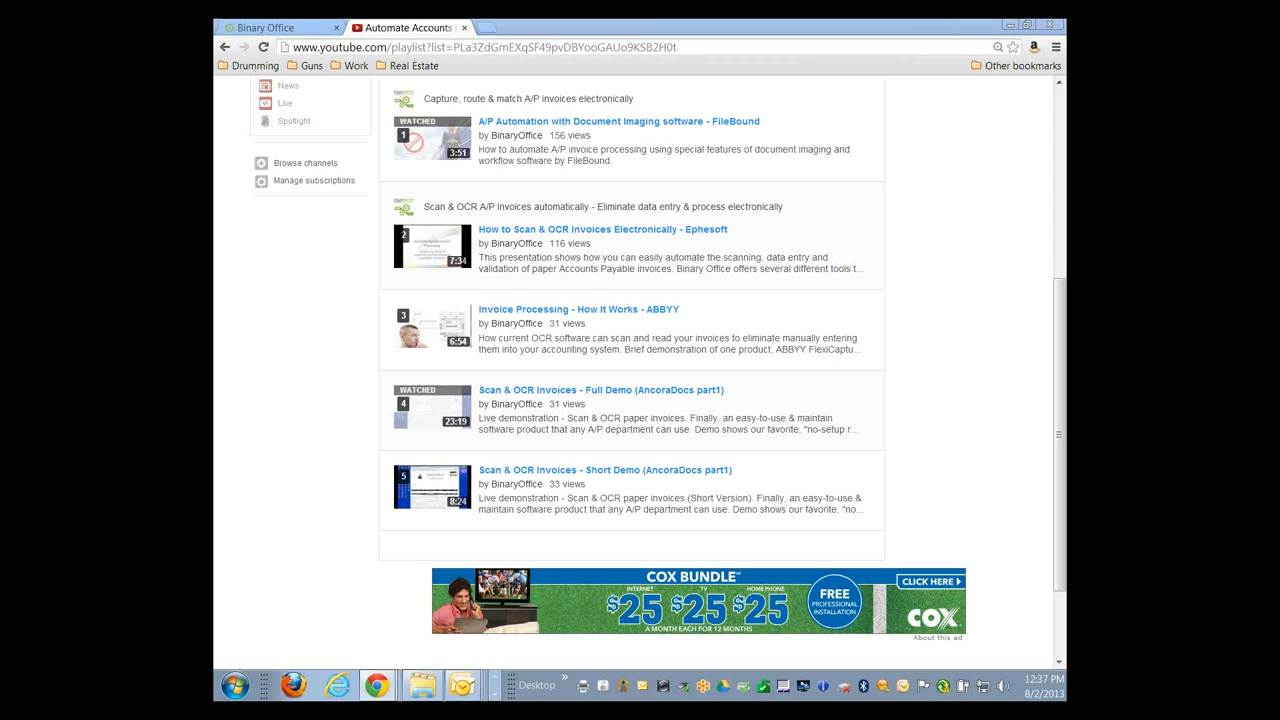 Binary Office
Automate Accounts
www.youtube.com/playlist?list=PLa3ZdGmEXqSF49pvDBYooGAUo9KSB2H0t
Drumming Guns Work Real Estate Other bookmarks
News
Live
Spotlight
Browse channels
Manage subscriptions
Capture, route & match A/P invoices electronically
WATCHED
1
3:51
A/P Automation with Document Imaging software - FileBound
by BinaryOffice 156 views
How to automate A/P invoice processing using special features of document imaging and
workflow software by FileBound.
Scan & OCR A/P Invoices automatically - Eliminate data entry & process electronically
2
7:34
How to Scan & OCR Invoices Electronically - Ephesoft
by BinaryOffice 116 views
This presentation shows how you can easily automate the scanning, data entry and
validation of paper Accounts Payable invoices. Binary Office offers several different tools t...
3
6:54
Invoice Processing - How It Works - ABBYY
by BinaryOffice 31 views
How current OCR software can scan and read your invoices to eliminate manually entering
them into your accounting system. Brief demonstration of one product, ABBYY FlexiCaptu...
WATCHED
4
23:19
Scan & OCR Invoices - Full Demo (AncoraDocs part1)
by BinaryOffice 31 views
Live demonstration - Scan & OCR paper invoices. Finally, an easy-to-use & maintain
software product that any A/P department can use. Demo shows our favorite, "no-setup r...
5
8:24
Scan & OCR Invoices - Short Demo (AncoraDocs part1)
by BinaryOffice 33 views
Live demonstration - Scan & OCR paper invoices (Short Version). Finally, an easy-to-use &
maintain software product that any A/P department can use. Demo shows our favorite, "no...
COX BUNDLE℠
INTERNET TV HOME PHONE
$25 $25 $25
A MONTH EACH FOR 12 MONTHS
FREE
PROFESSIONAL
INSTALLATION
CLICK HERE
COX
About this ad
Desktop
12:37 PM
8/2/2013